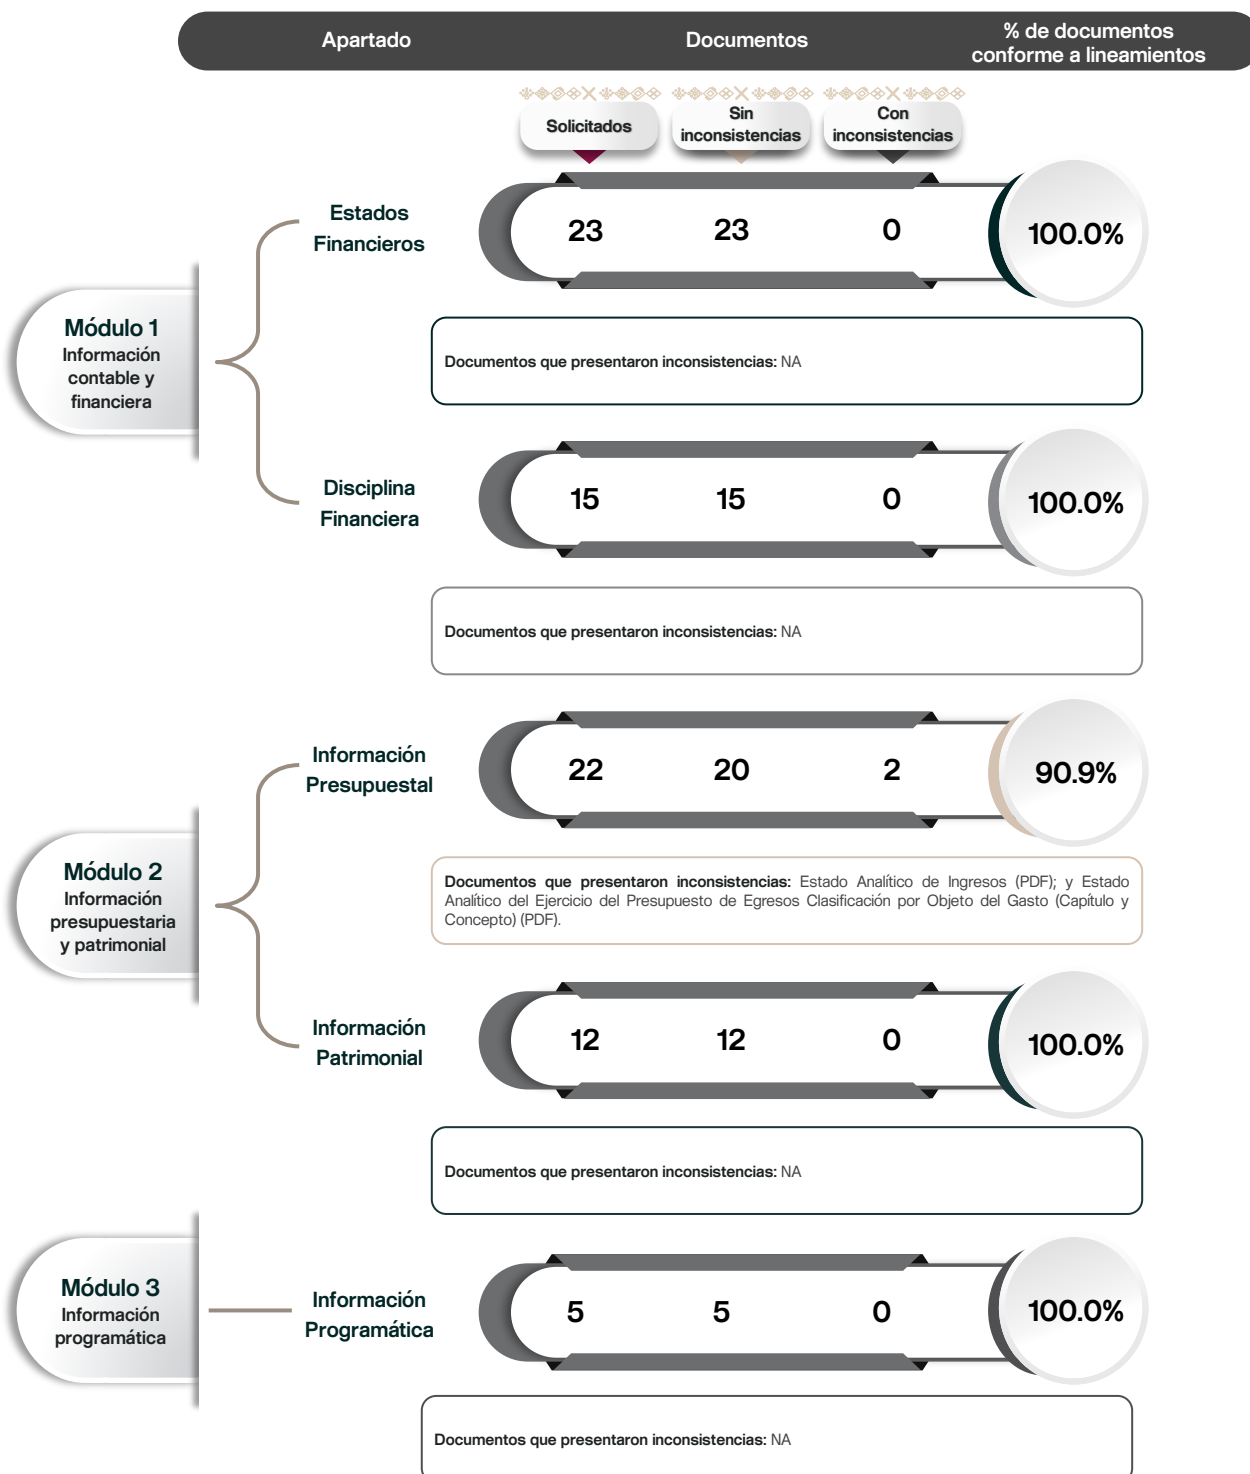 Apartado
Documentos
% de documentos
conforme a lineamientos
Solicitados
Sin
inconsistencias
Con
inconsistencias
Módulo 1
Información
contable y
financiera
Estados
Financieros
23
23
0
100.0%
Documentos que presentaron inconsistencias: NA
Disciplina
Financiera
15
15
0
100.0%
Documentos que presentaron inconsistencias: NA
Módulo 2
Información
presupuestaria
y patrimonial
Información
Presupuestal
22
20
2
90.9%
Documentos que presentaron inconsistencias: Estado Analítico de Ingresos (PDF); y Estado
Analítico del Ejercicio del Presupuesto de Egresos Clasificación por Objeto del Gasto (Capítulo y
Concepto) (PDF).
Información
Patrimonial
12
12
0
100.0%
Documentos que presentaron inconsistencias: NA
Módulo 3
Información
programática
Información
Programática
5
5
0
100.0%
Documentos que presentaron inconsistencias: NA